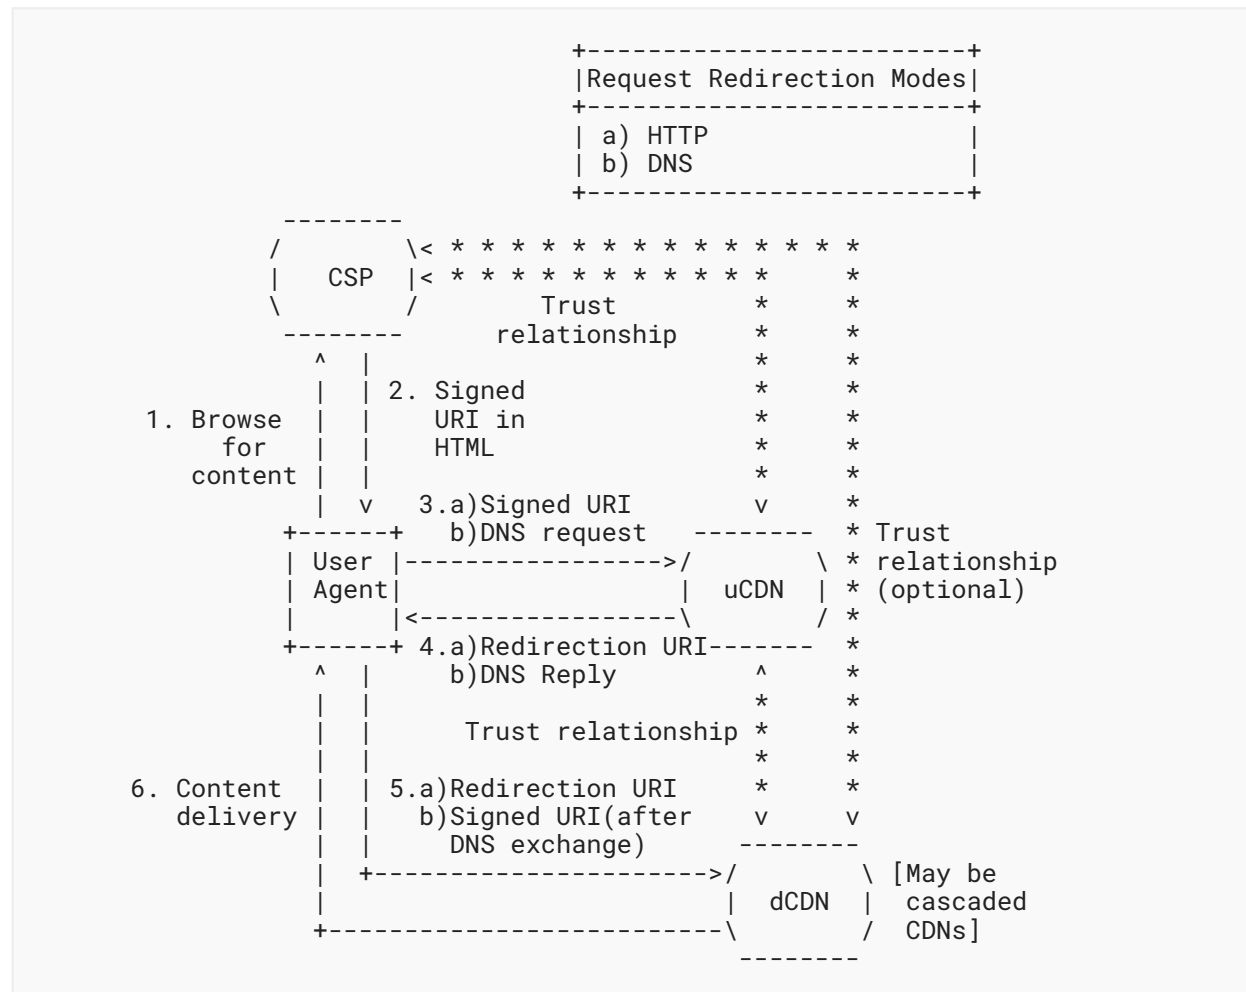 +-------------------------+
|Request Redirection Modes|
+-------------------------+
| a) HTTP                 |
| b) DNS                  |
+-------------------------+
--------
/        \< * * * * * * * * * * * * * *
|   CSP  |< * * * * * * * * * * *     *
\        /        Trust         *     *
--------      relationship     *     *
^  |                         *     *
|  | 2. Signed               *     *
1. Browse  |  |    URI in               *     *
for   |  |    HTML                 *     *
content |  |                         *     *
|  v   3.a)Signed URI        v     *
+------+   b)DNS request   --------  * Trust
| User |----------------->/        \ * relationship
| Agent|                  |  uCDN  | * (optional)
|      |<-----------------\        / *
+------+ 4.a)Redirection URI-------  *
^  |     b)DNS Reply         ^     *
|  |                         *     *
|  |      Trust relationship *     *
|  |                         *     *
6. Content  |  | 5.a)Redirection URI     *     *
delivery |  |   b)Signed URI(after    v     v
|  |     DNS exchange)      --------
|  +---------------------->/        \ [May be
|                          |  dCDN  |  cascaded
+--------------------------\        /  CDNs]
--------